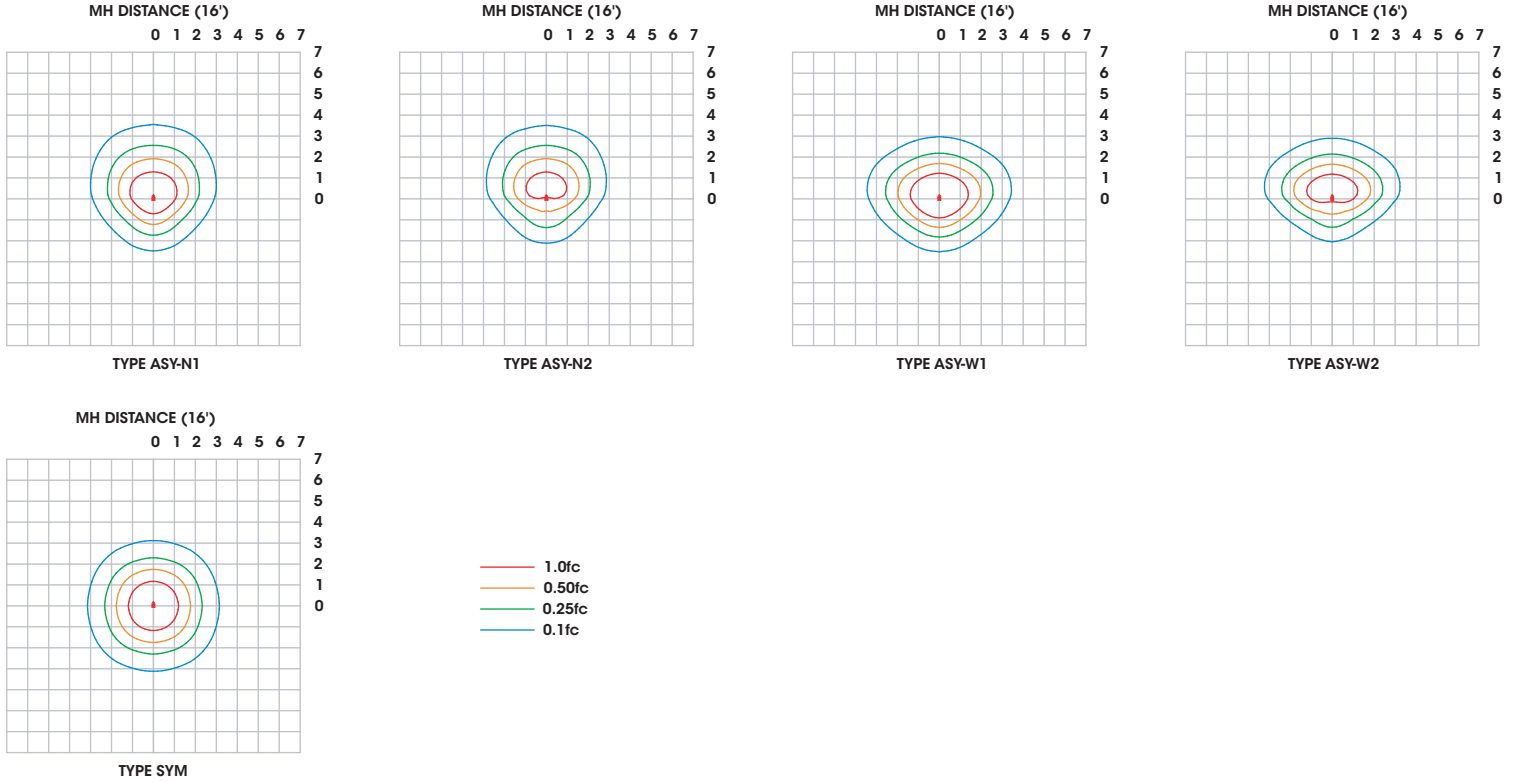 MH DISTANCE (16')
0 1 2 3 4 5 6 7
7
6
5
4
3
2
1
0
TYPE ASY-N1
MH DISTANCE (16')
0 1 2 3 4 5 6 7
7
6
5
4
3
2
1
0
TYPE ASY-N2
MH DISTANCE (16')
0 1 2 3 4 5 6 7
7
6
5
4
3
2
1
0
TYPE ASY-W1
MH DISTANCE (16')
0 1 2 3 4 5 6 7
7
6
5
4
3
2
1
0
TYPE ASY-W2
MH DISTANCE (16')
0 1 2 3 4 5 6 7
7
6
5
4
3
2
1
0
TYPE SYM
1.0fc
0.50fc
0.25fc
0.1fc